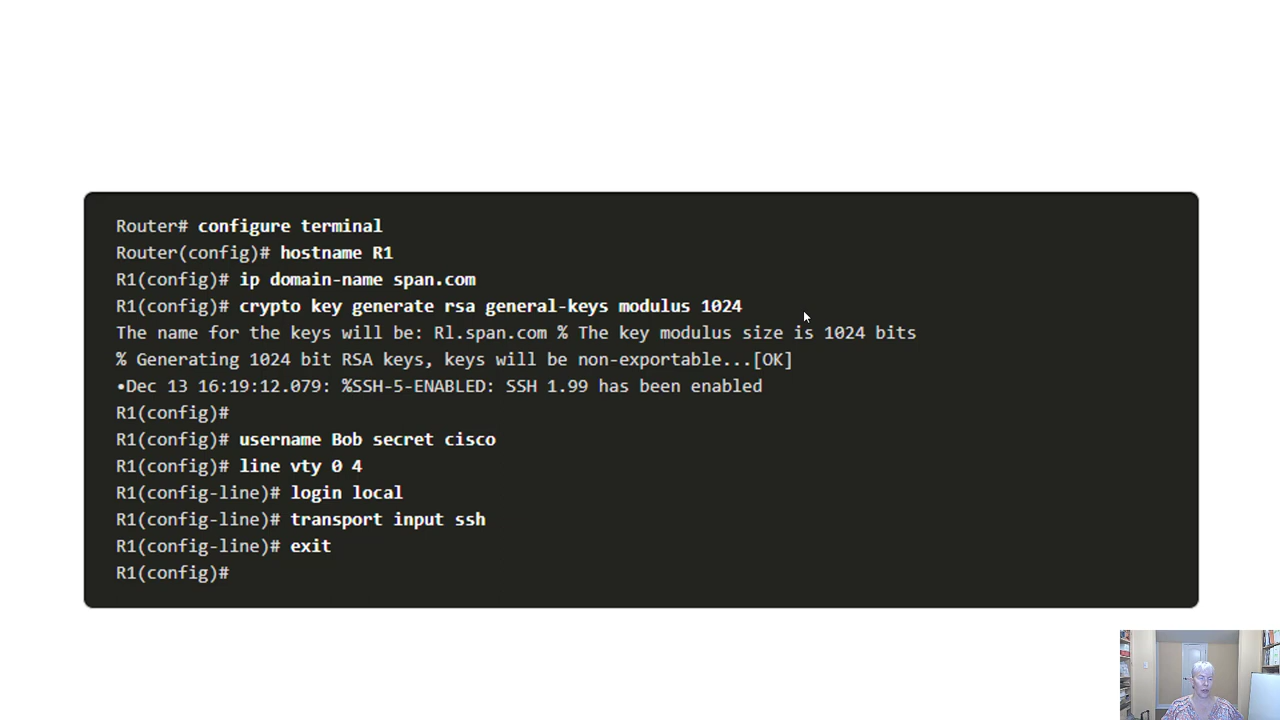 Router# configure terminal
Router(config)# hostname R1
R1(config)# ip domain-name span.com
R1(config)# crypto key generate rsa general-keys modulus 1024
The name for the keys will be: Rl.span.com % The key modulus size is 1024 bits
% Generating 1024 bit RSA keys, keys will be non-exportable...[OK]
•Dec 13 16:19:12.079: %SSH-5-ENABLED: SSH 1.99 has been enabled
R1(config)#
R1(config)# username Bob secret cisco
R1(config)# line vty 0 4
R1(config-line)# login local
R1(config-line)# transport input ssh
R1(config-line)# exit
R1(config)#